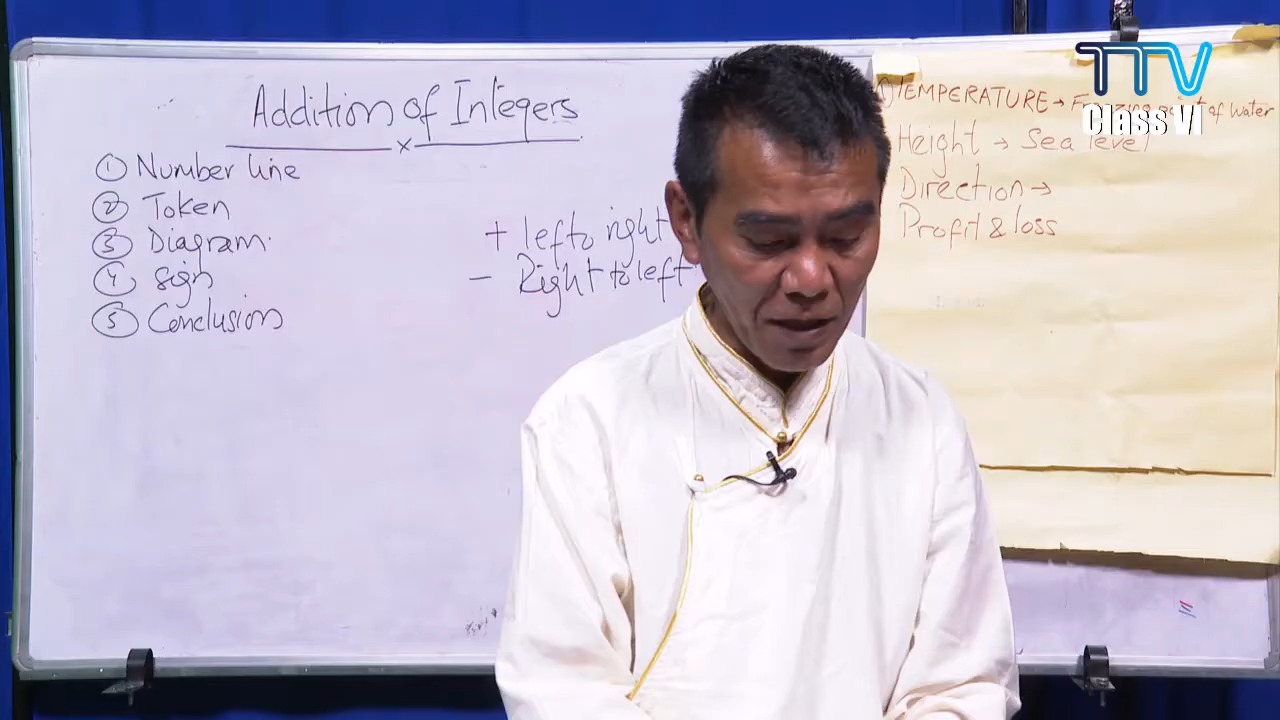 Addition of Integers
x
① Number line
② Token
③ Diagram
④ Sign
⑤ Conclusion
+ left to right
− Right to left
TEMPERATURE → Freezing point of water
Height → Sea level
Direction →
Profit & loss
TTV
Class VI